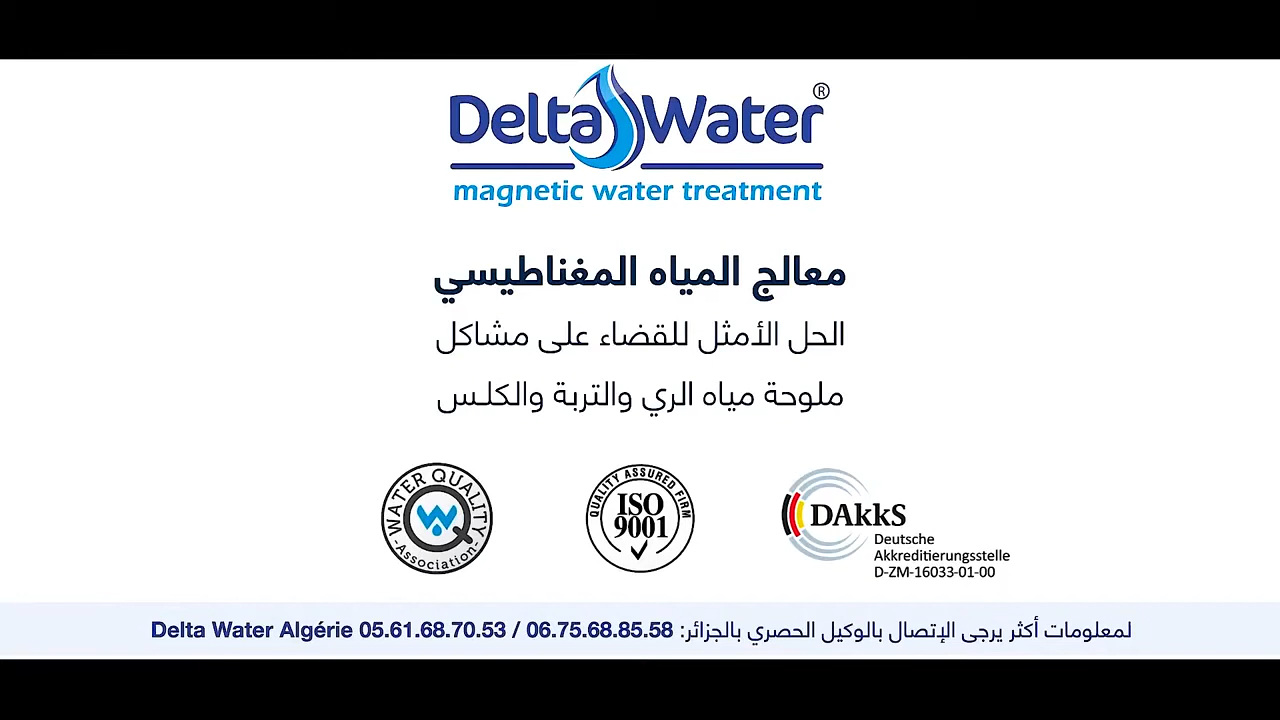 Delta Water®
magnetic water treatment
معالج المياه المغناطيسي
الحل الأمثل للقضاء على مشاكل
ملوحة مياه الري والتربة والكلس
WATER QUALITY
WQ
-Association-
QUALITY ASSURED FIRM
ISO
9001
DAkkS
Deutsche
Akkreditierungsstelle
D-ZM-16033-01-00
لمعلومات أكثر يرجى الإتصال بالوكيل الحصري بالجزائر: Delta Water Algérie 05.61.68.70.53 / 06.75.68.85.58